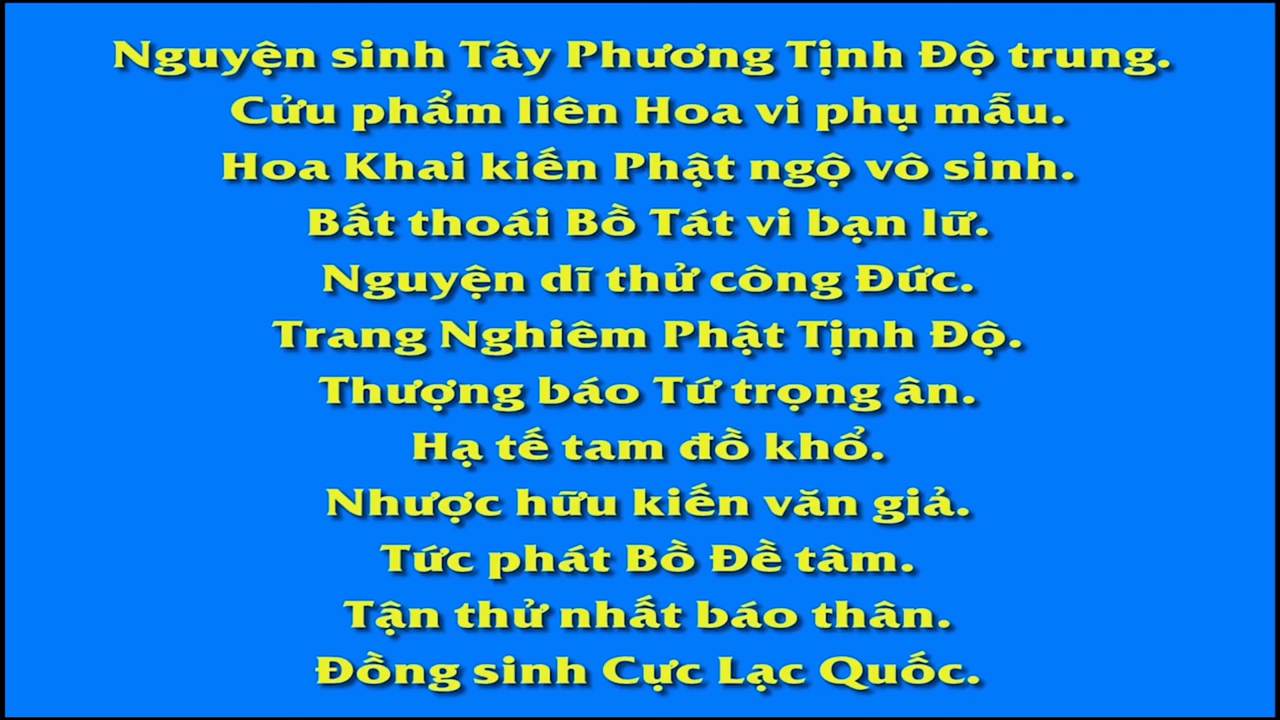 Nguyện sinh Tây Phương Tịnh Độ trung.
Cửu phẩm liên Hoa vi phụ mẫu.
Hoa Khai kiến Phật ngộ vô sinh.
Bất thoái Bồ Tát vi bạn lữ.
Nguyện dĩ thử công Đức.
Trang Nghiêm Phật Tịnh Độ.
Thượng báo Tứ trọng ân.
Hạ tế tam đồ khổ.
Nhược hữu kiến văn giả.
Tức phát Bồ Đề tâm.
Tận thử nhất báo thân.
Đồng sinh Cực Lạc Quốc.